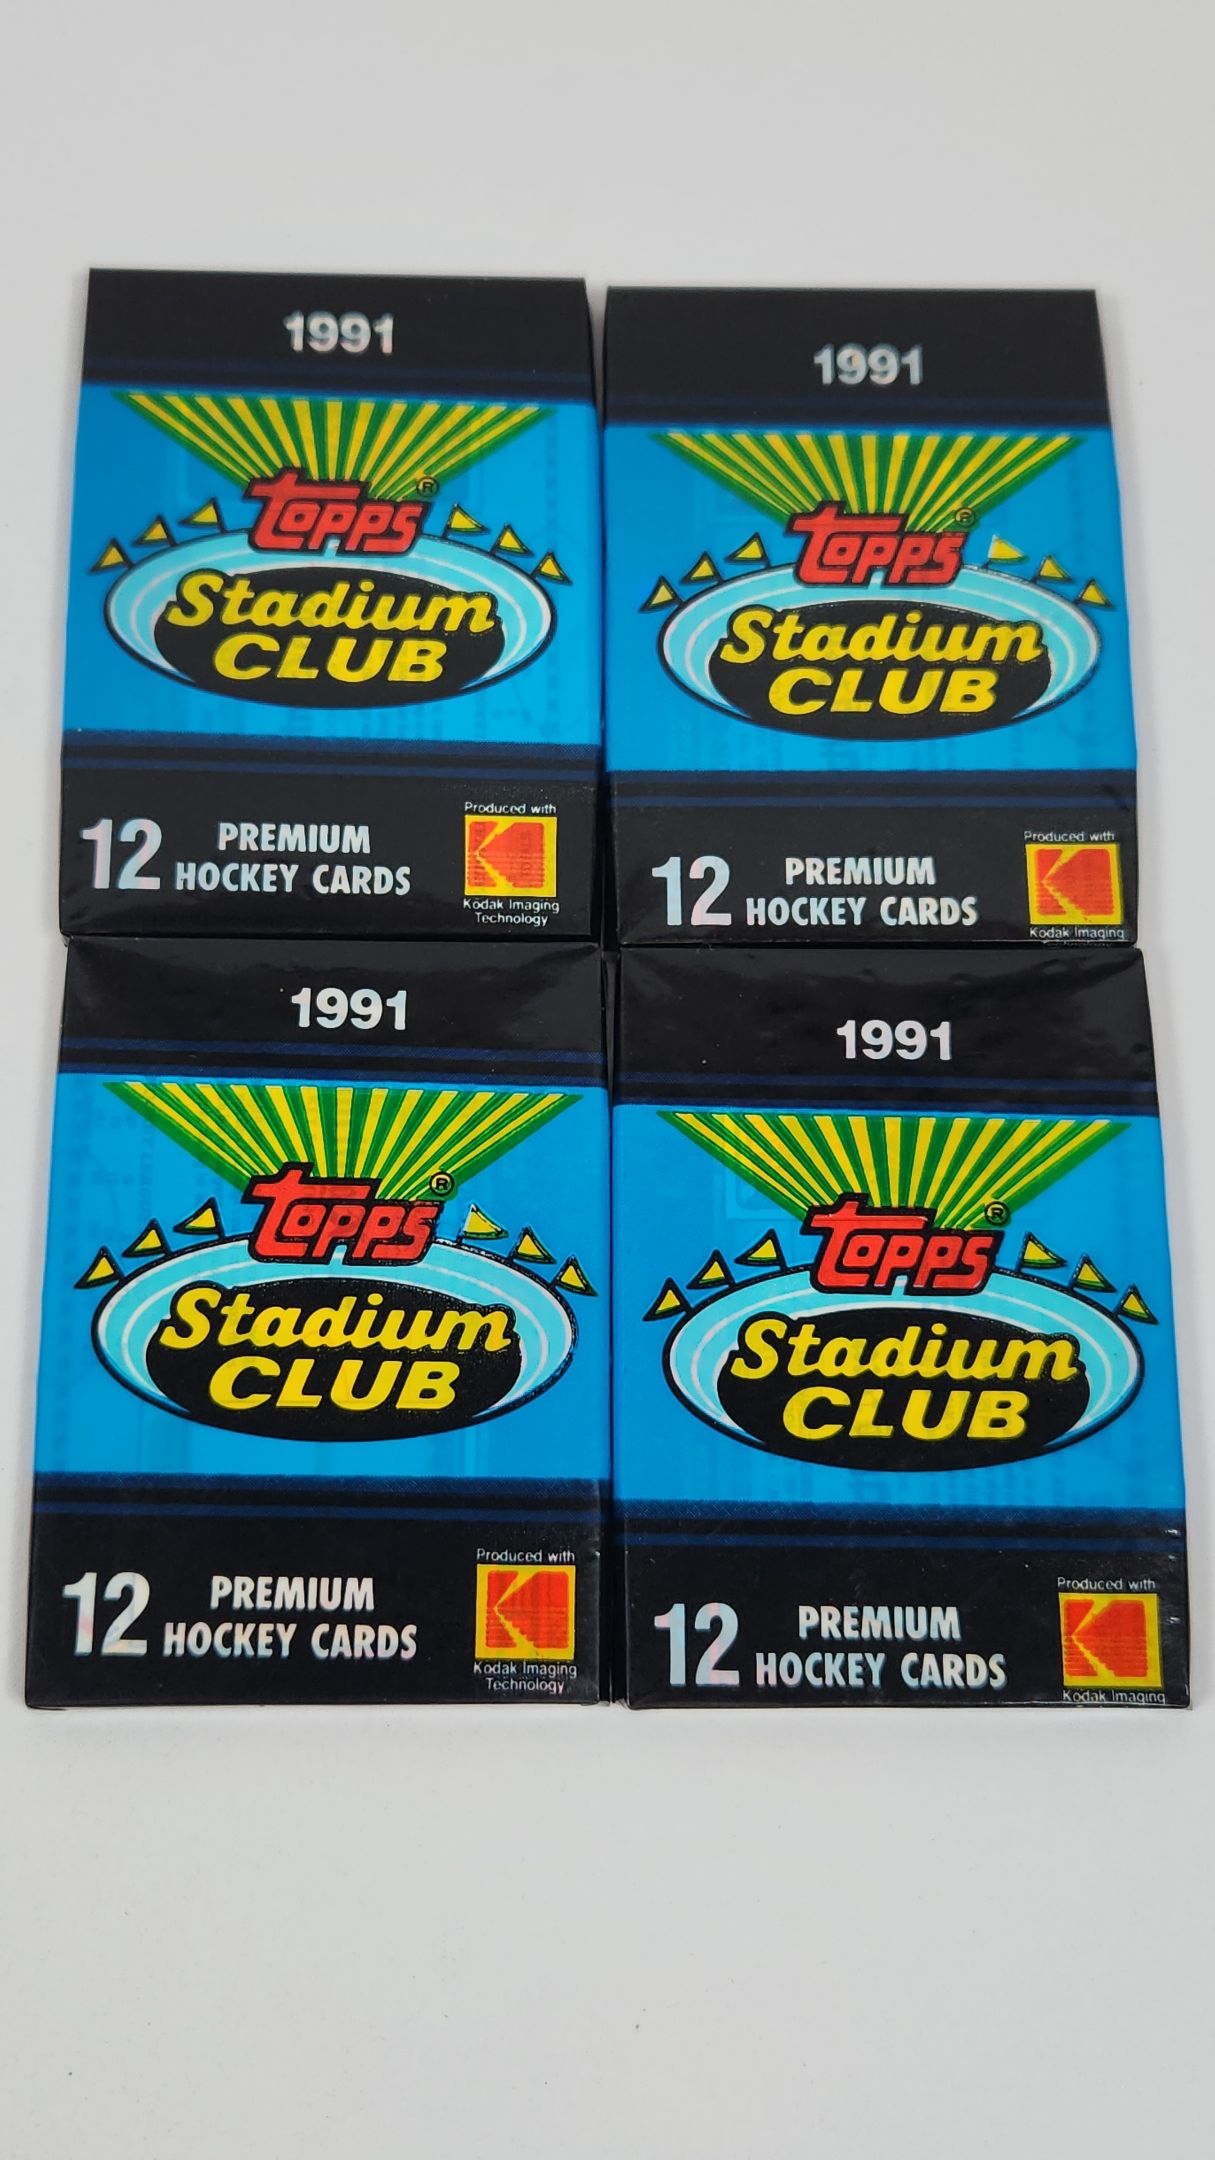 1991
Topps®
Stadium
CLUB
12 PREMIUM
HOCKEY CARDS
Produced with
Kodak Imaging
Technology
1991
Topps®
Stadium
CLUB
12 PREMIUM
HOCKEY CARDS
Produced with
Kodak Imaging
1991
Topps®
Stadium
CLUB
12 PREMIUM
HOCKEY CARDS
Produced with
Kodak Imaging
Technology
1991
Topps®
Stadium
CLUB
12 PREMIUM
HOCKEY CARDS
Produced with
Kodak Imaging